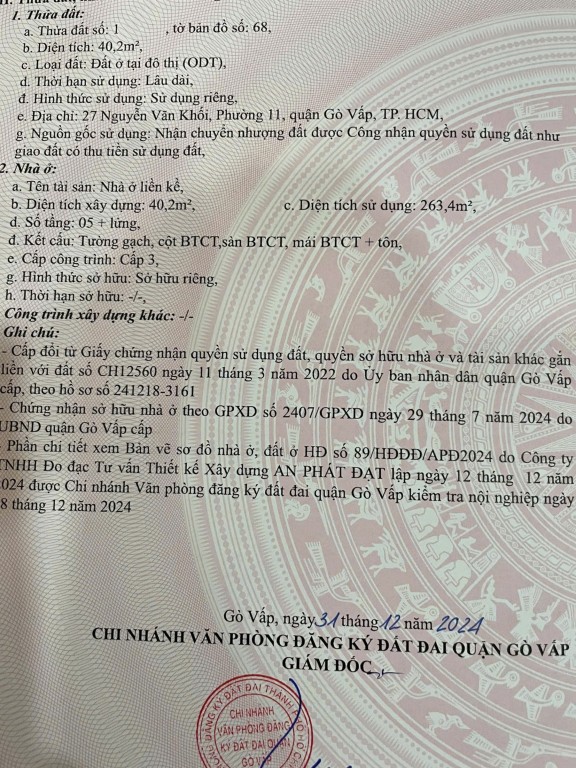 1. Thửa đất:
a. Thửa đất số: 1 , tờ bản đồ số: 68,
b. Diện tích: 40,2m²,
c. Loại đất: Đất ở tại đô thị (ODT),
d. Thời hạn sử dụng: Lâu dài,
đ. Hình thức sử dụng: Sử dụng riêng,
e. Địa chỉ: 27 Nguyễn Văn Khối, Phường 11, quận Gò Vấp, TP. HCM,
g. Nguồn gốc sử dụng: Nhận chuyển nhượng đất được Công nhận quyền sử dụng đất như
giao đất có thu tiền sử dụng đất,
2. Nhà ở:
a. Tên tài sản: Nhà ở liền kề,
b. Diện tích xây dựng: 40,2m², c. Diện tích sử dụng: 263,4m²,
d. Số tầng: 05 + lửng,
đ. Kết cấu: Tường gạch, cột BTCT,sàn BTCT, mái BTCT + tôn,
e. Cấp công trình: Cấp 3,
g. Hình thức sở hữu: Sở hữu riêng,
h. Thời hạn sở hữu: -/-,
Công trình xây dựng khác: -/-
Ghi chú:
- Cấp đổi từ Giấy chứng nhận quyền sử dụng đất, quyền sở hữu nhà ở và tài sản khác gắn
liền với đất số CH12560 ngày 11 tháng 3 năm 2022 do Ủy ban nhân dân quận Gò Vấp
cấp, theo hồ sơ số 241218-3161
- Chứng nhận sở hữu nhà ở theo GPXD số 2407/GPXD ngày 29 tháng 7 năm 2024 do
UBND quận Gò Vấp cấp
- Phần chi tiết xem Bản vẽ sơ đồ nhà ở, đất ở HĐ số 89/HĐĐĐ/APĐ2024 do Công ty
TNHH Đo đạc Tư vấn Thiết kế Xây dựng AN PHÁT ĐẠT lập ngày 12 tháng 12 năm
024 được Chi nhánh Văn phòng đăng ký đất đai quận Gò Vấp kiểm tra nội nghiệp ngày
8 tháng 12 năm 2024
Gò Vấp, ngày 31 tháng 12 năm 2024
CHI NHÁNH VĂN PHÒNG ĐĂNG KÝ ĐẤT ĐAI QUẬN GÒ VẤP
GIÁM ĐỐC
ĐĂNG KÝ ĐẤT ĐAI THÀNH PHỐ HỒ CHÍ
CHI NHÁNH
VĂN PHÒNG ĐĂNG
KÝ ĐẤT ĐAI QUẬN
GÒ VẤP